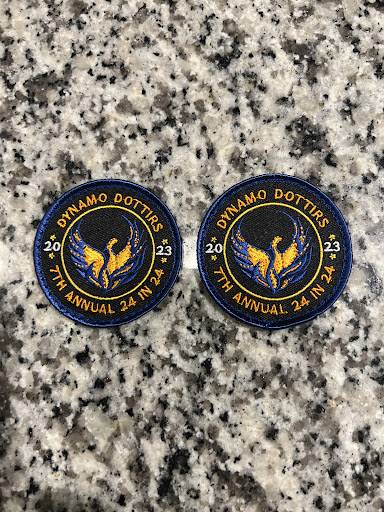 DYNAMO DOTTIRS
20 23
7TH ANNUAL 24 IN 24
DYNAMO DOTTIRS
20 23
7TH ANNUAL 24 IN 24